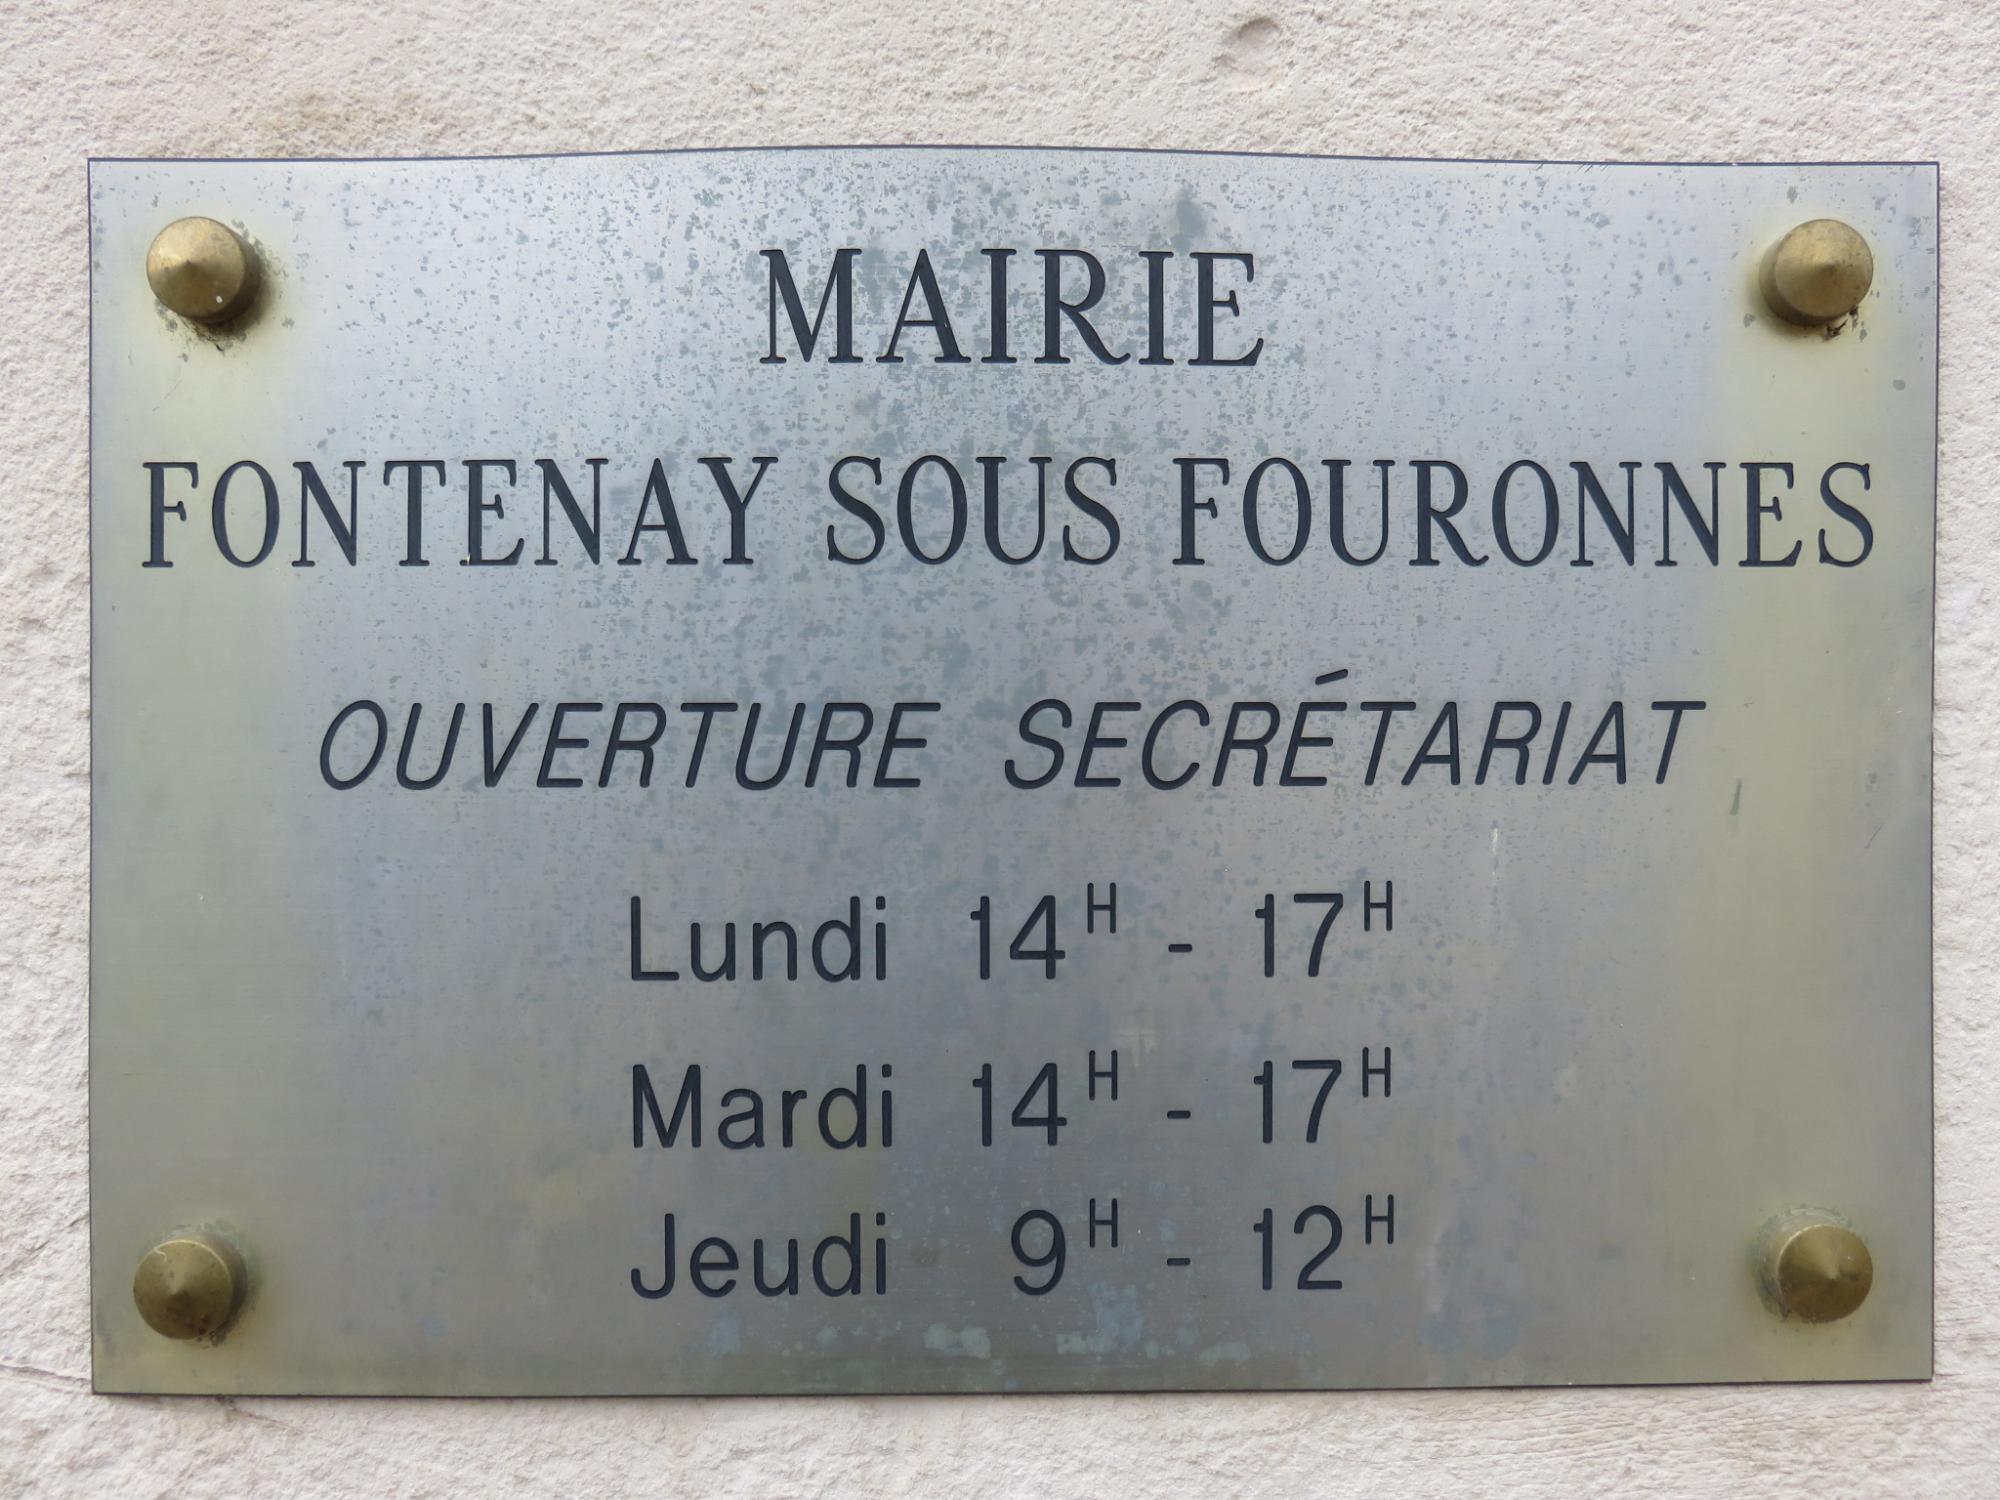 MAIRIE
FONTENAY SOUS FOURONNES
OUVERTURE SECRÉTARIAT
Lundi 14H - 17H
Mardi 14H - 17H
Jeudi 9H - 12H